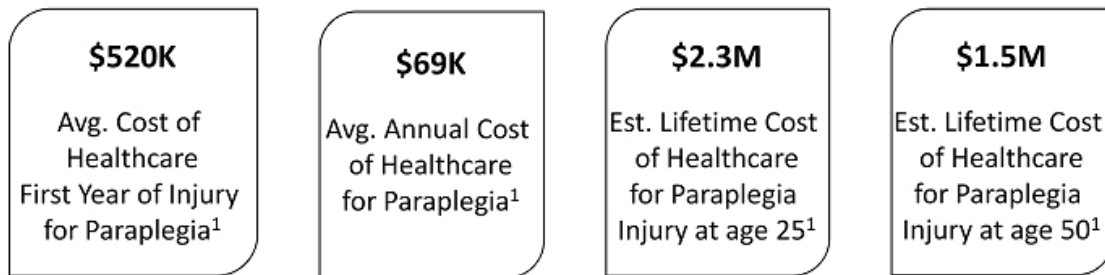 $520K
Avg. Cost of
Healthcare
First Year of Injury
for Paraplegia¹
$69K
Avg. Annual Cost
of Healthcare
for Paraplegia¹
$2.3M
Est. Lifetime Cost
of Healthcare
for Paraplegia
Injury at age 25¹
$1.5M
Est. Lifetime Cost
of Healthcare
for Paraplegia
Injury at age 50¹